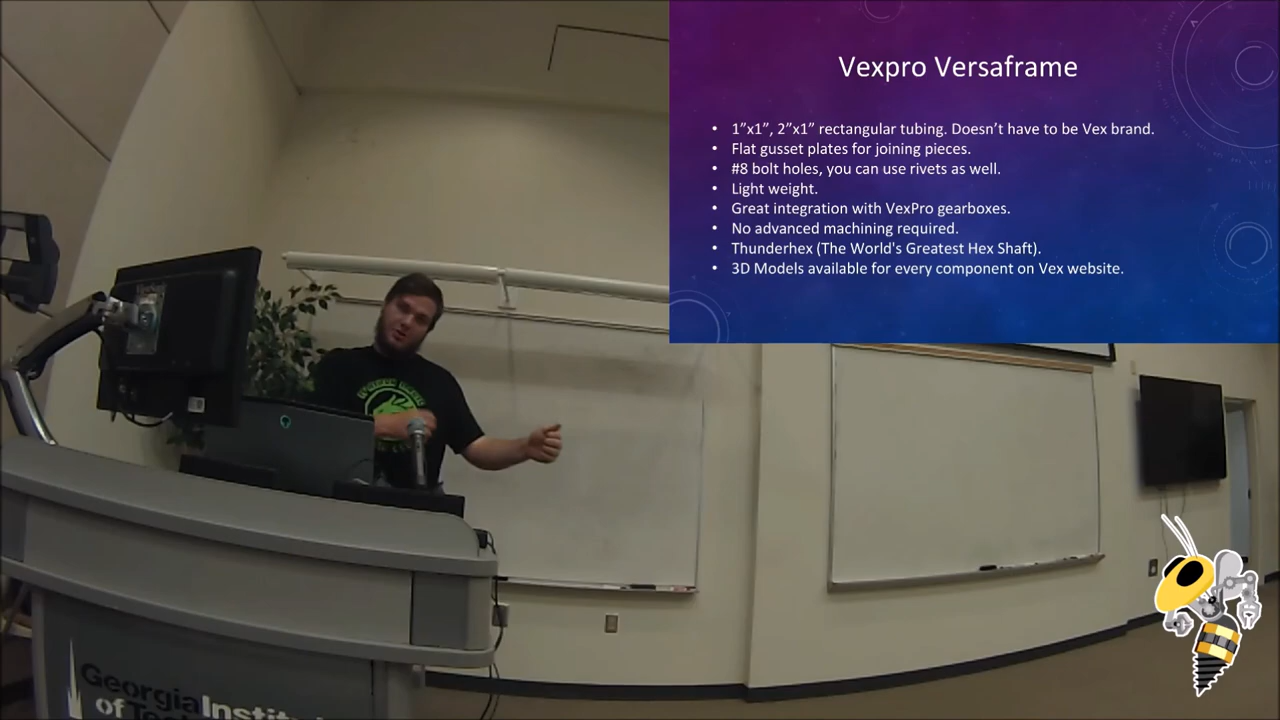 Vexpro Versaframe
• 1”x1”, 2”x1” rectangular tubing. Doesn’t have to be Vex brand.
• Flat gusset plates for joining pieces.
• #8 bolt holes, you can use rivets as well.
• Light weight.
• Great integration with VexPro gearboxes.
• No advanced machining required.
• Thunderhex (The World's Greatest Hex Shaft).
• 3D Models available for every component on Vex website.
Georgia Instit
of Tec